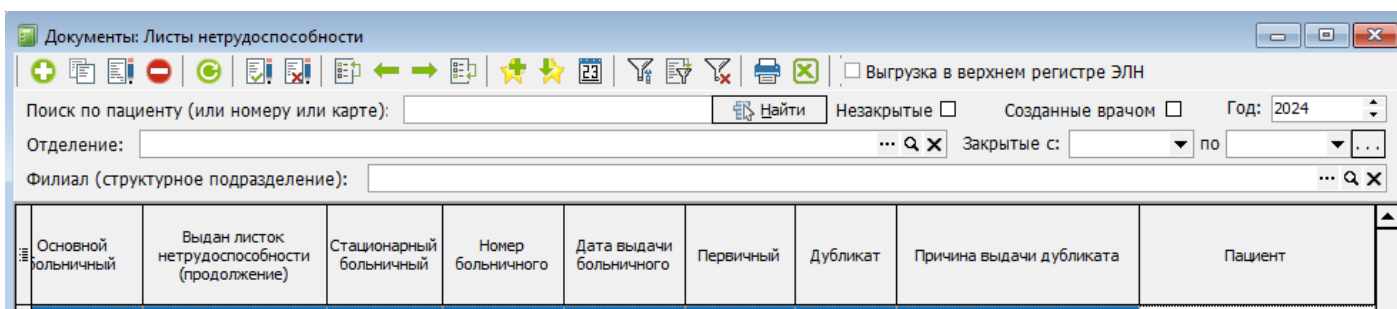 Документы: Листы нетрудоспособности
23 Выгрузка в верхнем регистре ЭЛН
Поиск по пациенту (или номеру или карте): Найти Незакрытые Созданные врачом Год: 2024
Отделение: ... Закрытые с: по ...
Филиал (структурное подразделение): ...
Основной больничный
Выдан листок нетрудоспособности (продолжение)
Стационарный больничный
Номер больничного
Дата выдачи больничного
Первичный
Дубликат
Причина выдачи дубликата
Пациент